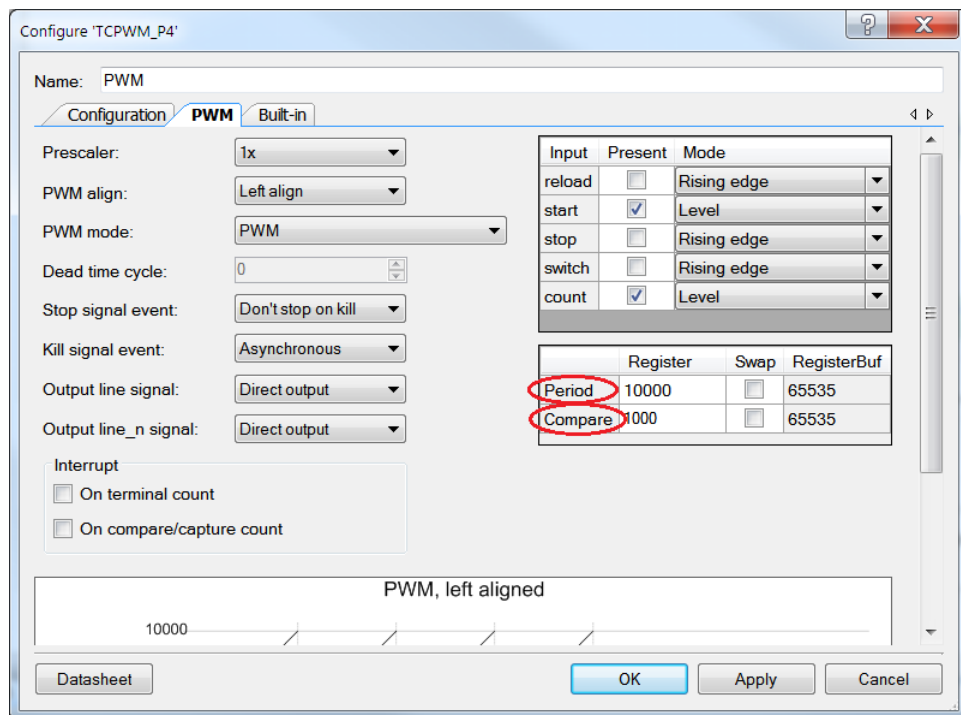 Configure 'TCPWM_P4'
Name: PWM
Configuration PWM Built-in
Prescaler: 1x
PWM align: Left align
PWM mode: PWM
Dead time cycle: 0
Stop signal event: Don't stop on kill
Kill signal event: Asynchronous
Output line signal: Direct output
Output line_n signal: Direct output
Interrupt
On terminal count
On compare/capture count
Input Present Mode
reload Rising edge
start Level
stop Rising edge
switch Rising edge
count Level
Register Swap RegisterBuf
Period 10000 65535
Compare 1000 65535
PWM, left aligned
10000
Datasheet OK Apply Cancel